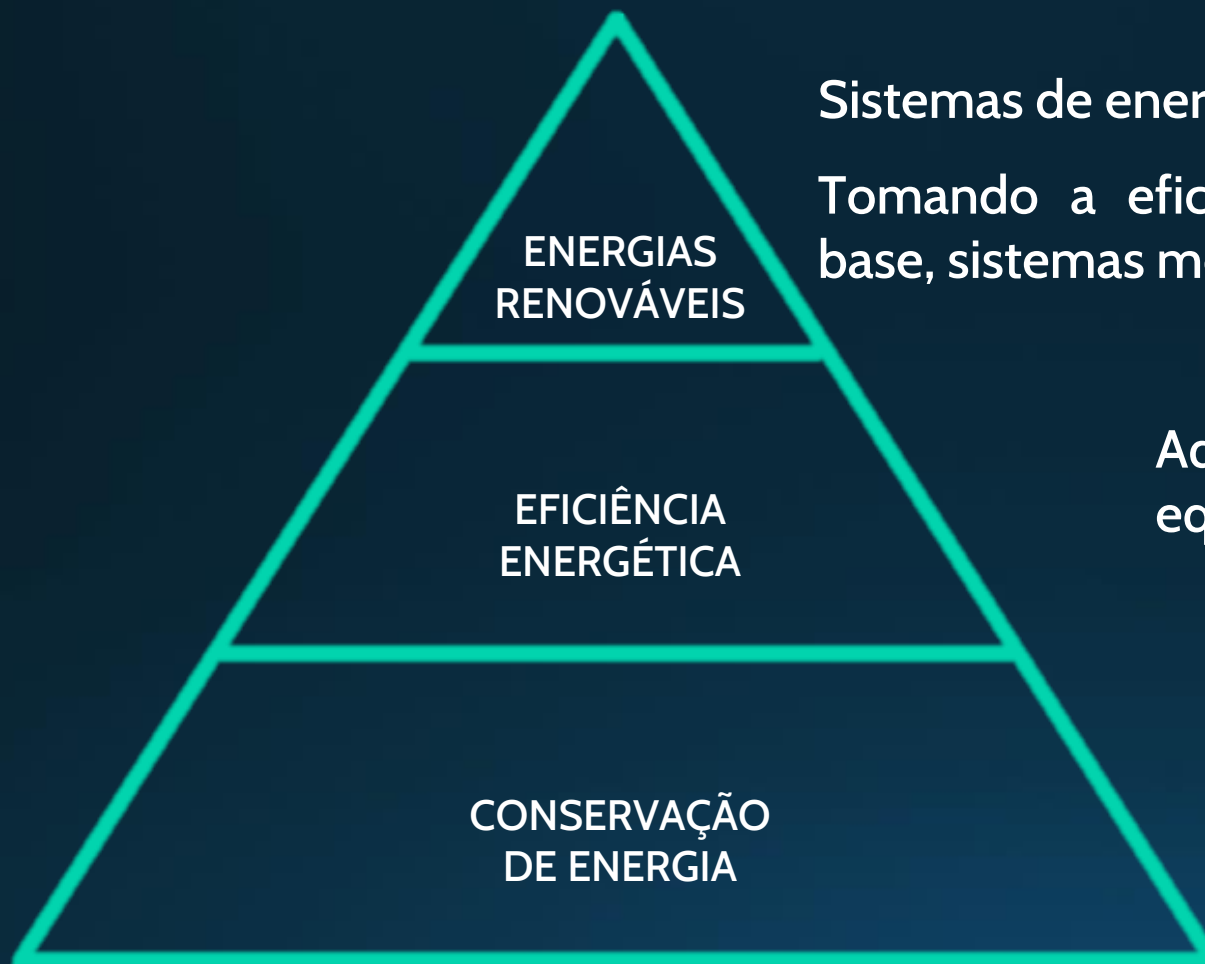 Sistemas de
Tomando a
base, sistemas
ENERGIAS
RENOVÁVEIS
EFICIÊNCIA
ENERGÉTICA
CONSERVAÇÃO
DE ENERGIA